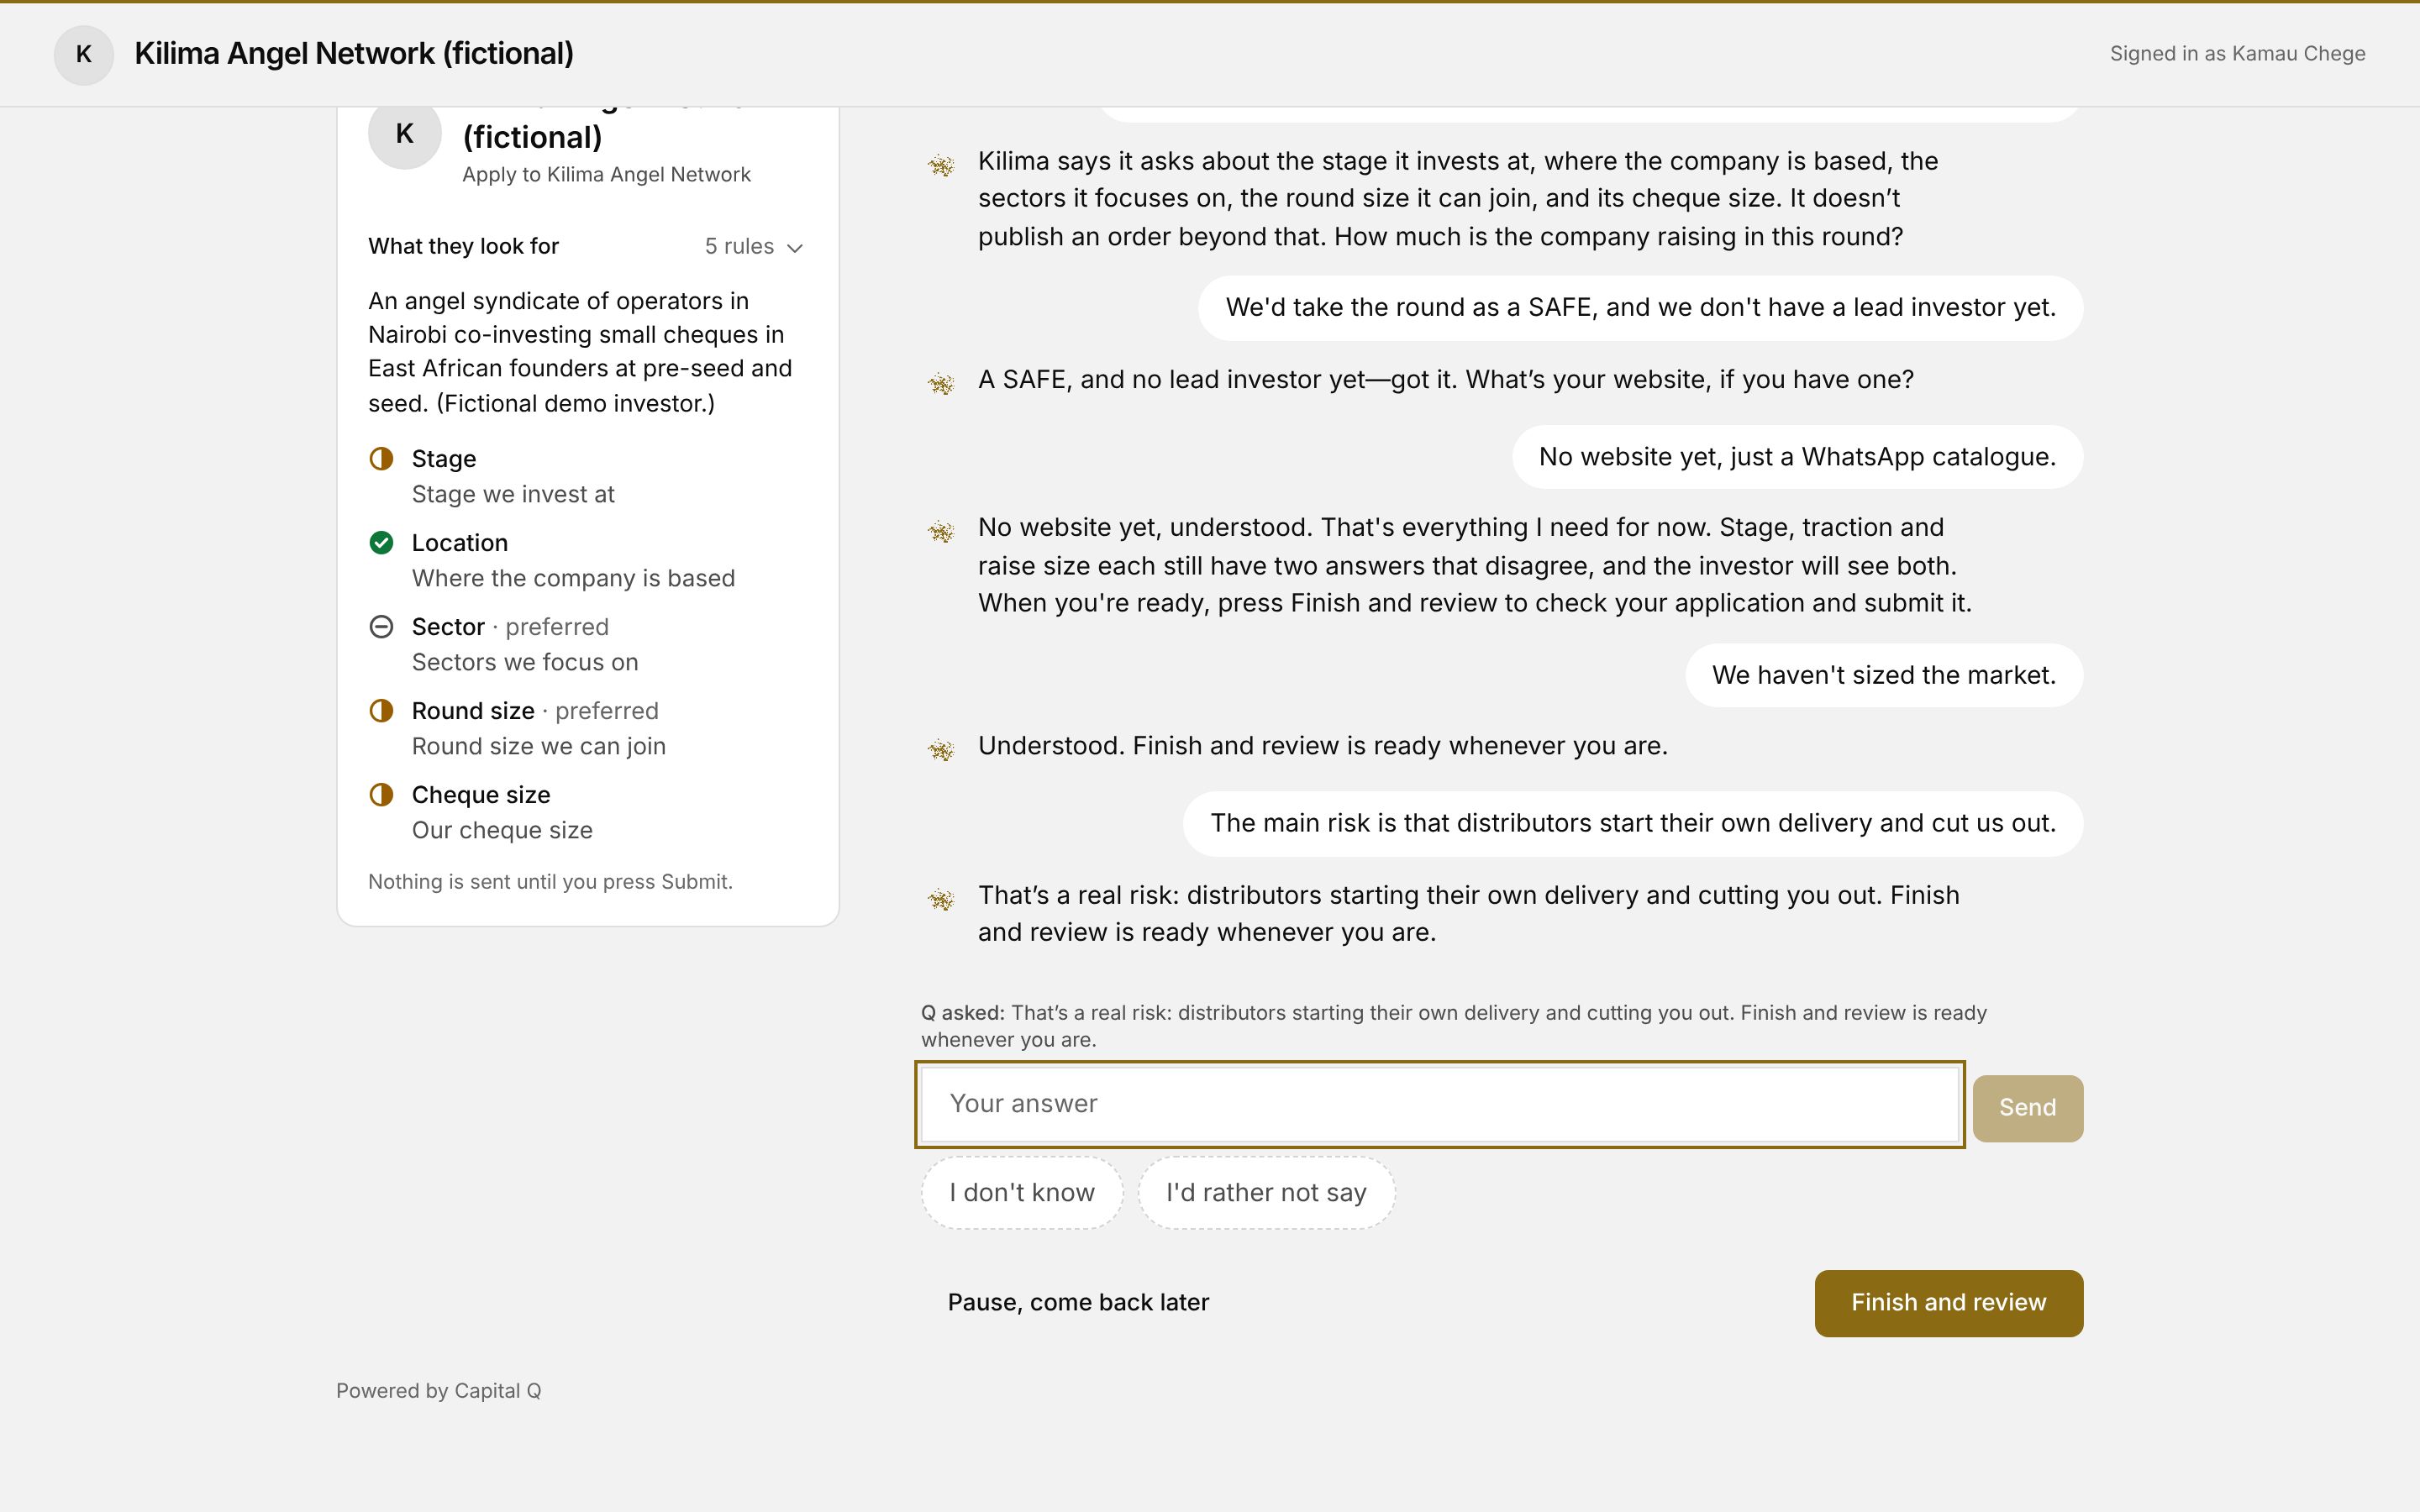 K
Kilima Angel Network (fictional)
Signed in as Kamau Chege
K
(fictional)
Apply to Kilima Angel Network
What they look for
5 rules
An angel syndicate of operators in
Nairobi co-investing small cheques in
East African founders at pre-seed and
seed. (Fictional demo investor.)
Stage
Stage we invest at
Location
Where the company is based
Sector · preferred
Sectors we focus on
Round size · preferred
Round size we can join
Cheque size
Our cheque size
Nothing is sent until you press Submit.
Kilima says it asks about the stage it invests at, where the company is based, the
sectors it focuses on, the round size it can join, and its cheque size. It doesn’t
publish an order beyond that. How much is the company raising in this round?
We'd take the round as a SAFE, and we don't have a lead investor yet.
A SAFE, and no lead investor yet—got it. What’s your website, if you have one?
No website yet, just a WhatsApp catalogue.
No website yet, understood. That's everything I need for now. Stage, traction and
raise size each still have two answers that disagree, and the investor will see both.
When you're ready, press Finish and review to check your application and submit it.
We haven't sized the market.
Understood. Finish and review is ready whenever you are.
The main risk is that distributors start their own delivery and cut us out.
That’s a real risk: distributors starting their own delivery and cutting you out. Finish
and review is ready whenever you are.
Q asked: That’s a real risk: distributors starting their own delivery and cutting you out. Finish and review is ready
whenever you are.
Your answer
Send
I don't know
I'd rather not say
Pause, come back later
Finish and review
Powered by Capital Q